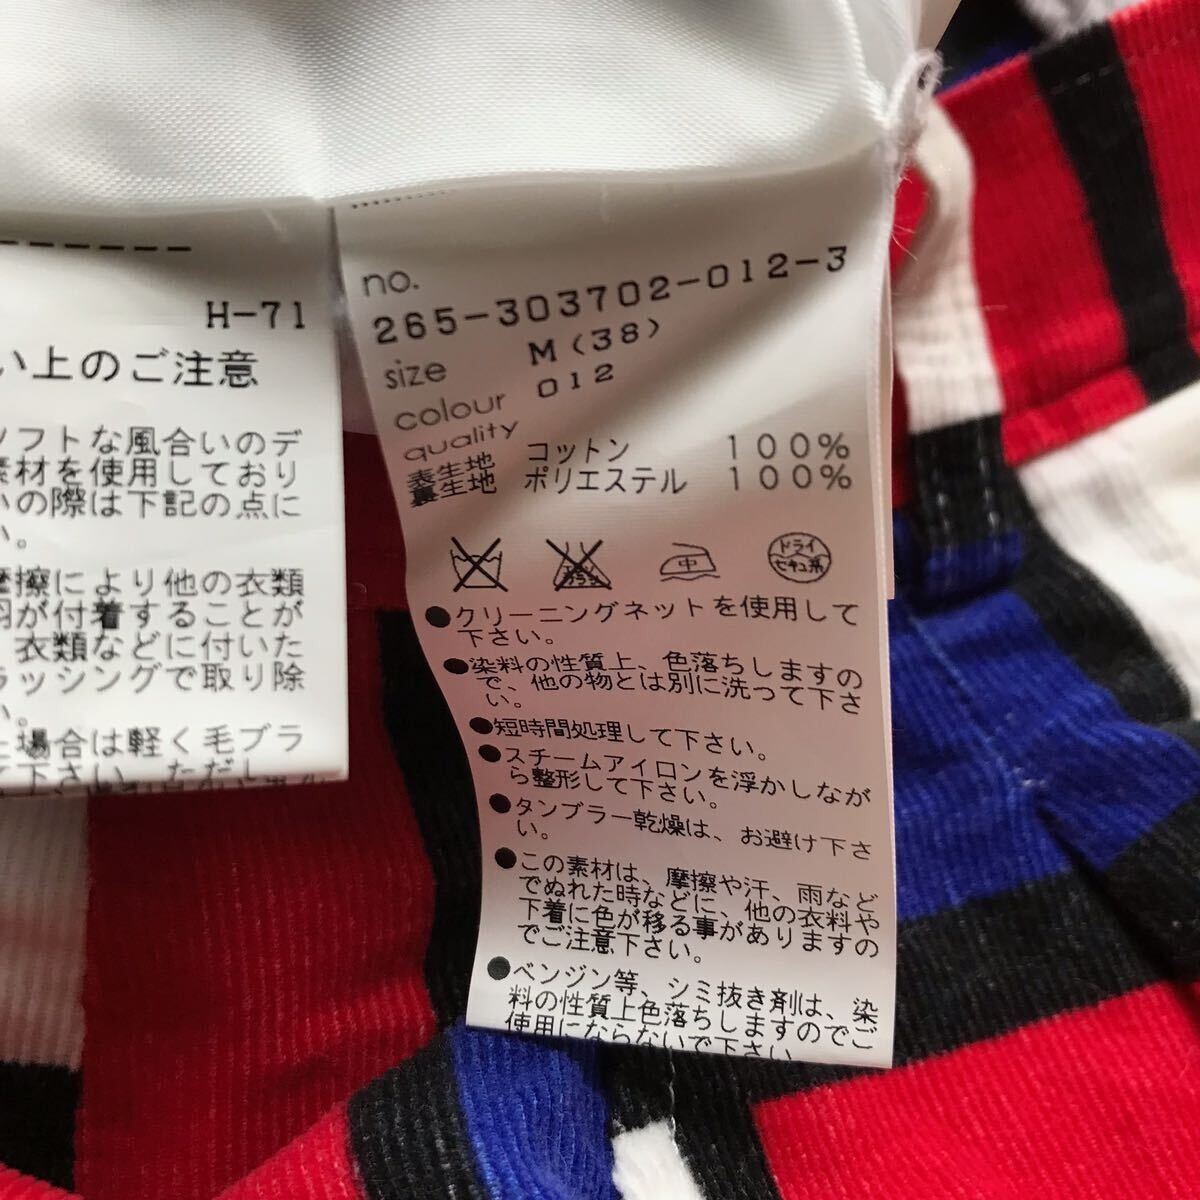 H-71
い上のご注意
ソフトな風合いのデ
素材を使用しており
いの際は下記の点に
い。
摩擦により他の衣類
羽が付着することが
衣類などに付いた
ラッシングで取り除
い。
た場合は軽く毛ブラ
て下さい。ただし
no.
265-303702-012-3
size M(38)
colour 012
quality
表生地 コットン 100%
裏生地 ポリエステル 100%
中
ドライ
セキユ系
●クリーニングネットを使用して
下さい。
●染料の性質上、色落ちしますの
で、他の物とは別に洗って下さ
い。
●短時間処理して下さい。
●スチームアイロンを浮かしなが
ら整形して下さい。
●タンブラー乾燥は、お避け下さ
い。
●この素材は、摩擦や汗、雨など
でぬれた時などに、他の衣料や
下着に色が移る事がありますの
でご注意下さい。
●ベンジン等、シミ抜き剤は、染
料の性質上色落ちしますのでご
使用にならないで下さい。